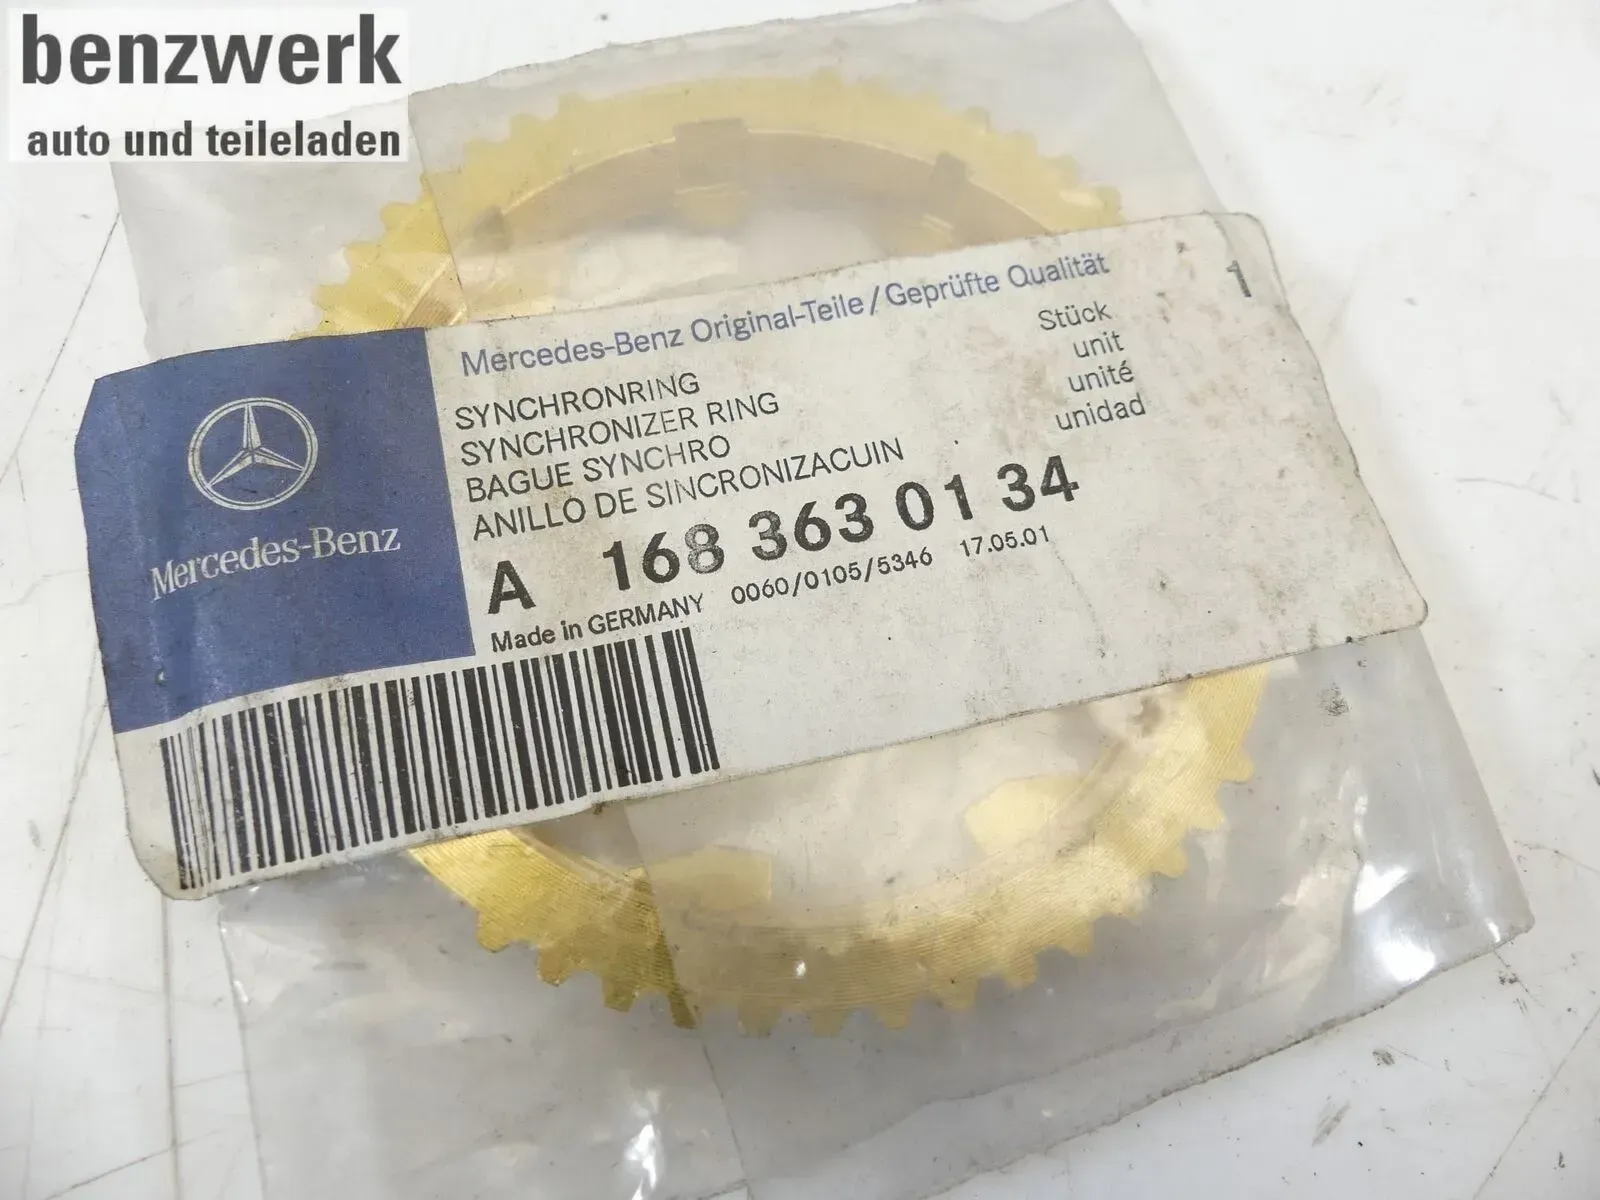 benzwerk
auto und teileladen
Mercedes-Benz Original-Teile/Geprüfte Qualität
1
Stück
unit
unité
unidad
SYNCHRONRING
SYNCHRONIZER RING
BAGUE SYNCHRO
ANILLO DE SINCRONIZACUIN
A 168 363 01 34
Made in GERMANY 0060/0105/5346 17.05.01
Mercedes-Benz